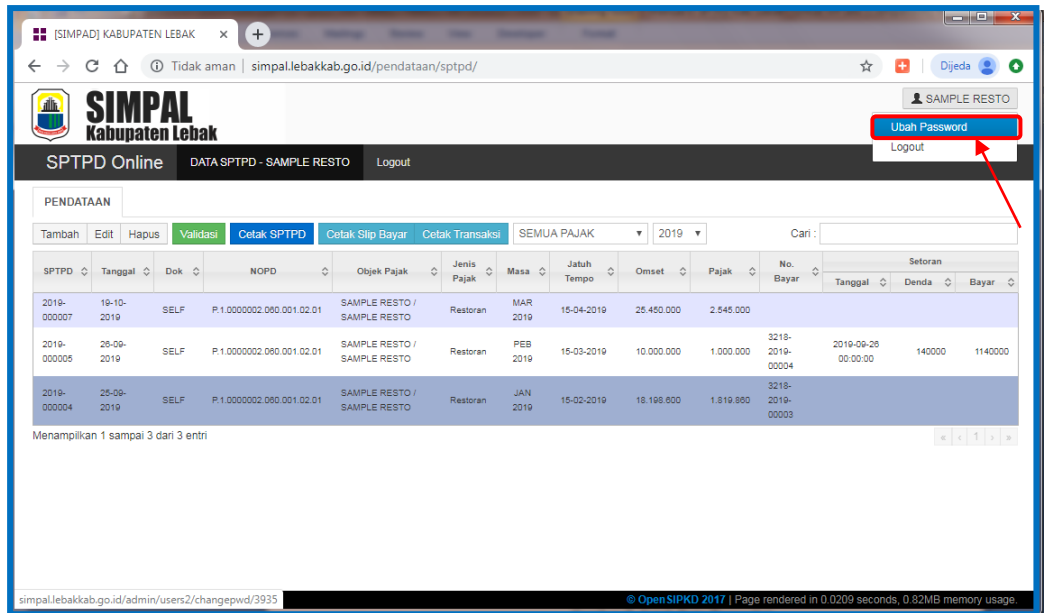 [SIMPAD] KABUPATEN LEBAK
Tidak aman | simpal.lebakkab.go.id/pendataan/sptpd/
Dijeda
SIMPAL
Kabupaten Lebak
SAMPLE RESTO
Ubah Password
Logout
SPTPD Online DATA SPTPD - SAMPLE RESTO Logout
PENDATAAN
Tambah Edit Hapus Validasi Cetak SPTPD Cetak Slip Bayar Cetak Transaksi SEMUA PAJAK 2019 Cari :
SPTPD Tanggal Dok NOPD Objek Pajak Jenis Pajak Masa Jatuh Tempo Omset Pajak No. Bayar Setoran
Tanggal Denda Bayar
2019-000007 19-10-2019 SELF P.1.0000002.060.001.02.01 SAMPLE RESTO / SAMPLE RESTO Restoran MAR 2019 15-04-2019 25.450.000 2.545.000
2019-000005 26-09-2019 SELF P.1.0000002.060.001.02.01 SAMPLE RESTO / SAMPLE RESTO Restoran PEB 2019 15-03-2019 10.000.000 1.000.000 3218-2019-00004 2019-09-26 00:00:00 140000 1140000
2019-000004 25-09-2019 SELF P.1.0000002.060.001.02.01 SAMPLE RESTO / SAMPLE RESTO Restoran JAN 2019 15-02-2019 18.198.600 1.819.860 3218-2019-00003
Menampilkan 1 sampai 3 dari 3 entri
« ‹ 1 › »
simpal.lebakkab.go.id/admin/users2/changepwd/3935
© OpenSIPKD 2017 | Page rendered in 0.0209 seconds, 0.82MB memory usage.